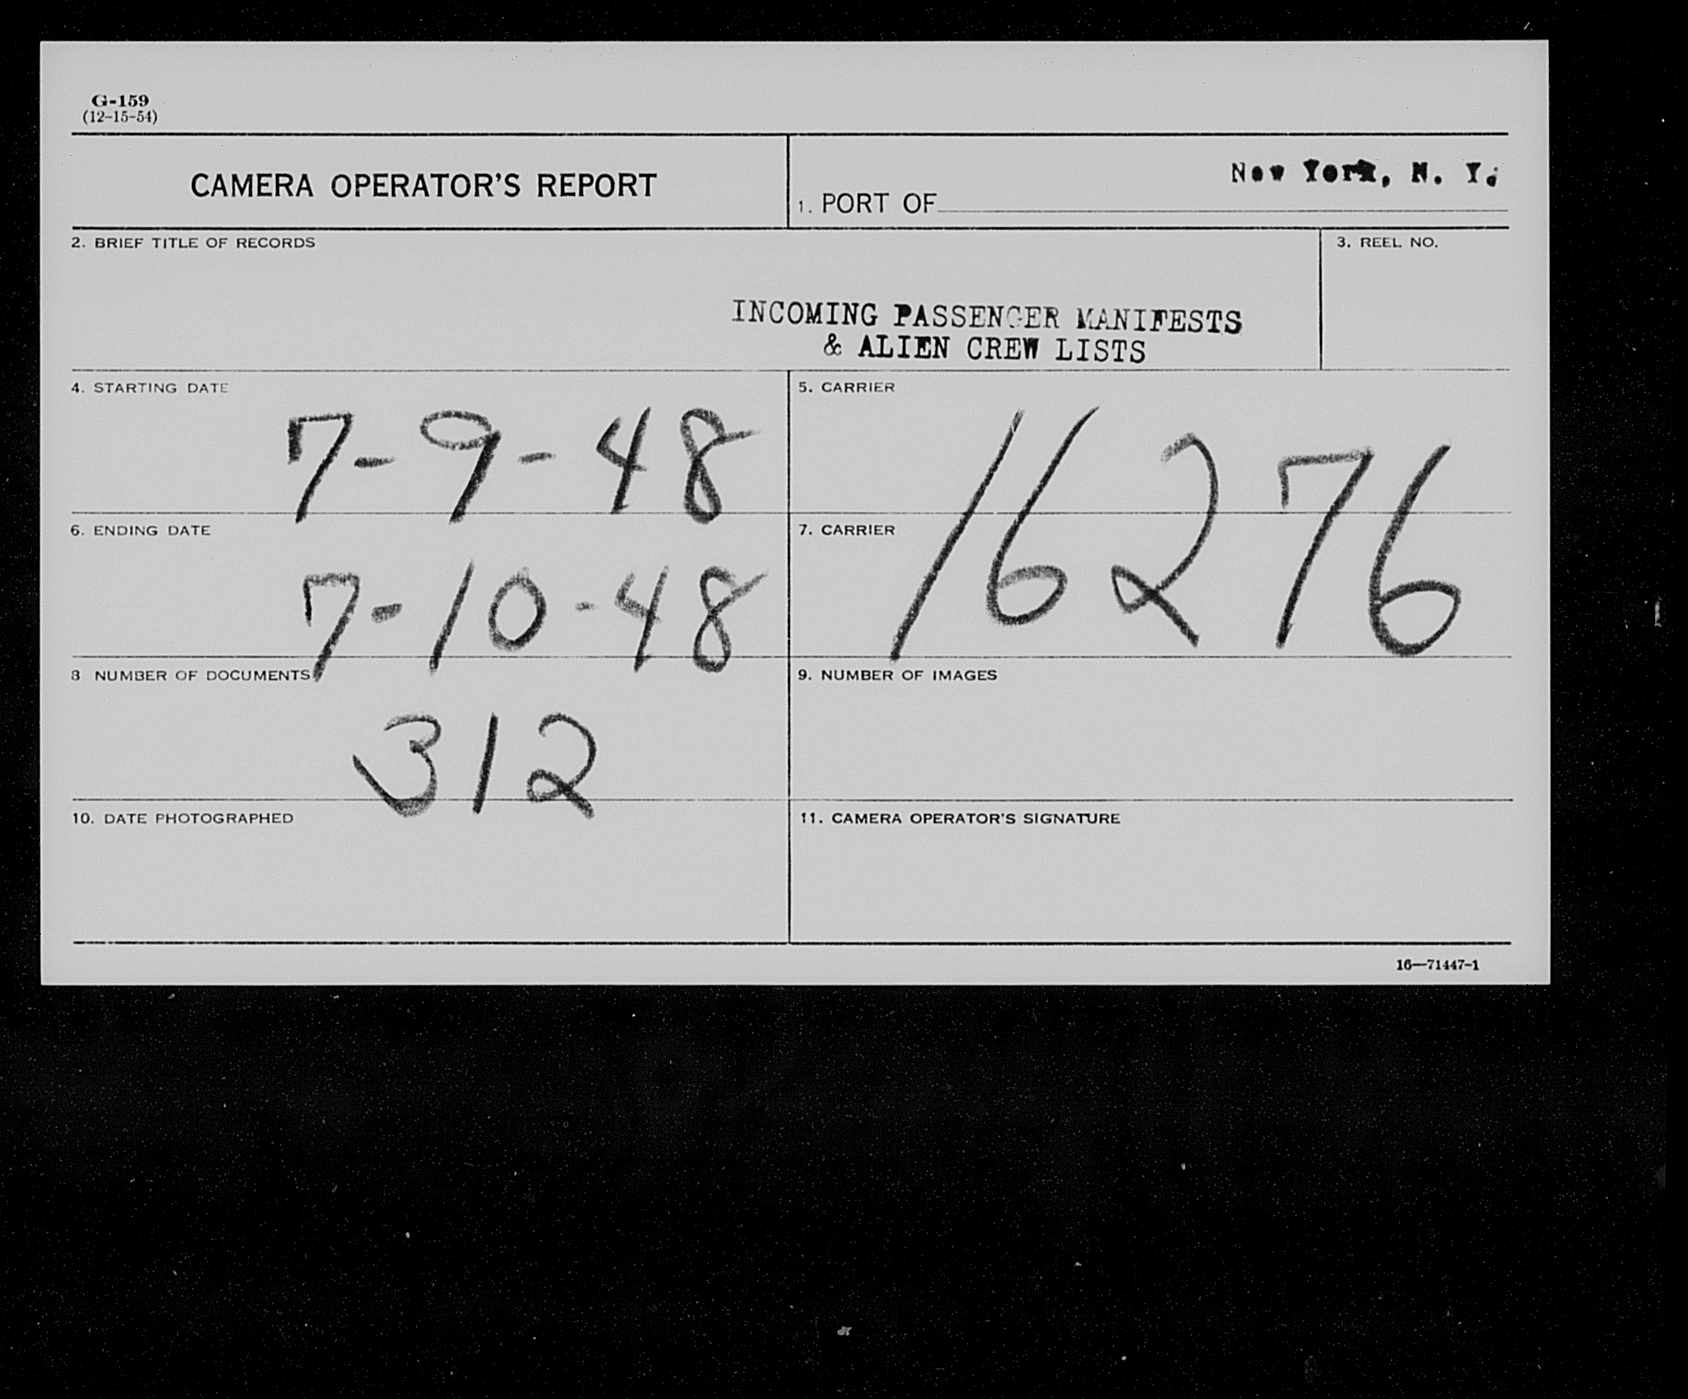 G-159
(12-15-54)
CAMERA OPERATOR'S REPORT
1. PORT OF New York, N. Y.
2. BRIEF TITLE OF RECORDS
3. REEL NO.
INCOMING PASSENGER MANIFESTS
& ALIEN CREW LISTS
4. STARTING DATE
7-9-48
5. CARRIER
16276
6. ENDING DATE
7-10-48
7. CARRIER
8 NUMBER OF DOCUMENTS
312
9. NUMBER OF IMAGES
10. DATE PHOTOGRAPHED
11. CAMERA OPERATOR'S SIGNATURE
16—71447-1